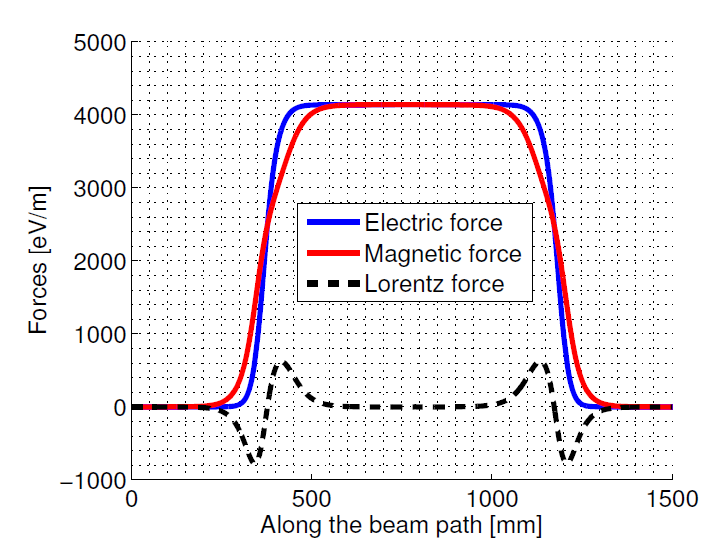 5000
4000
3000
2000
1000
0
−1000
Forces [eV/m]
Electric force
Magnetic force
Lorentz force
0 500 1000 1500
Along the beam path [mm]